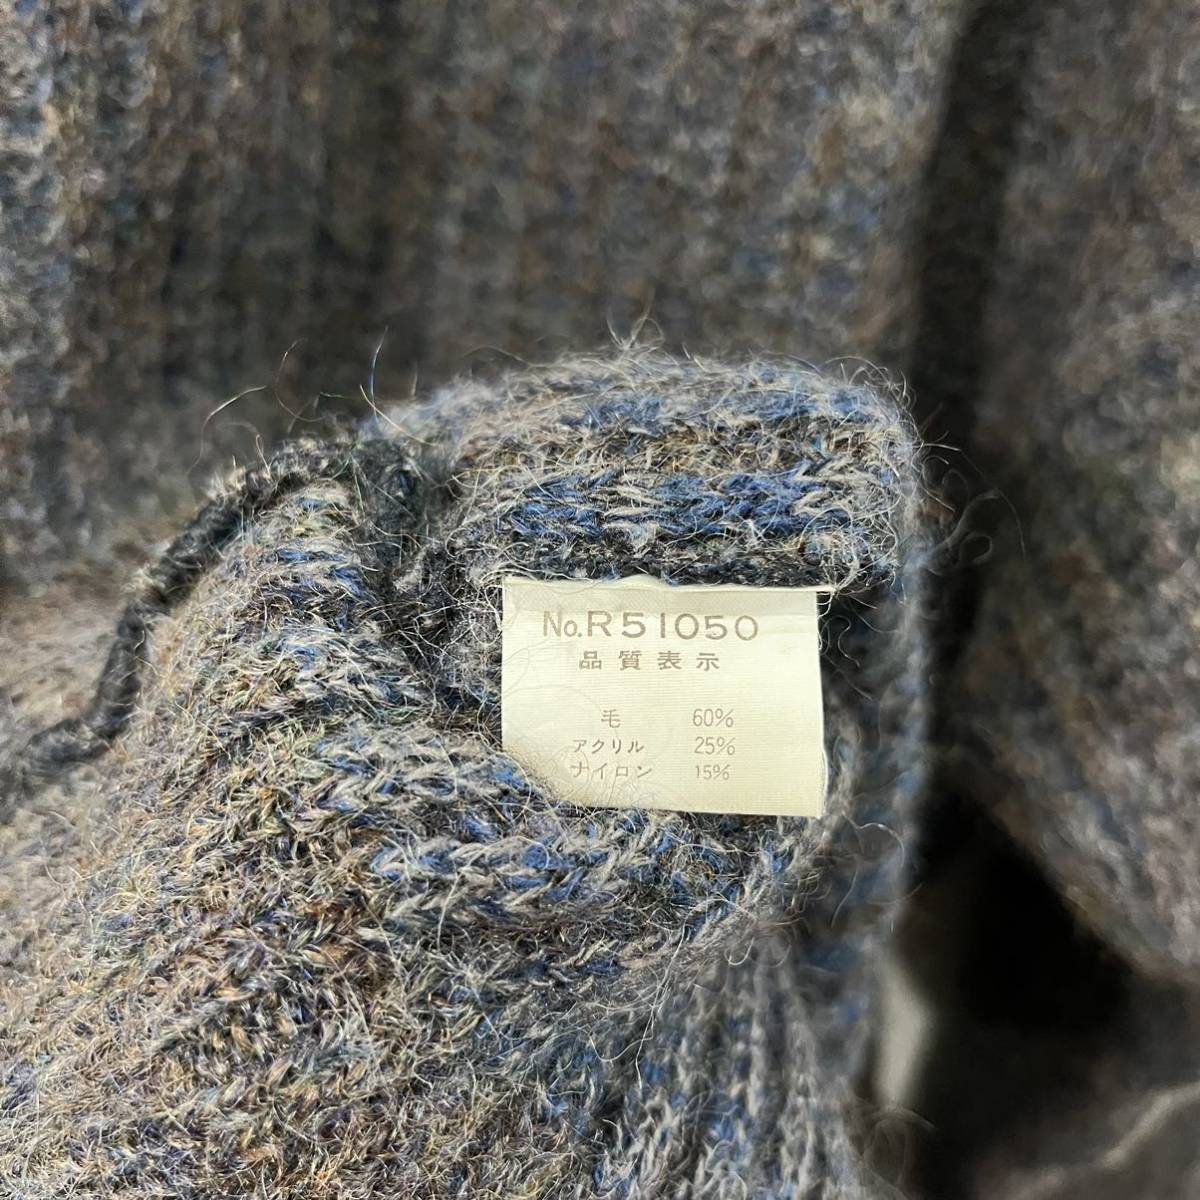 No.R51050
品質表示
毛 60%
アクリル 25%
ナイロン 15%